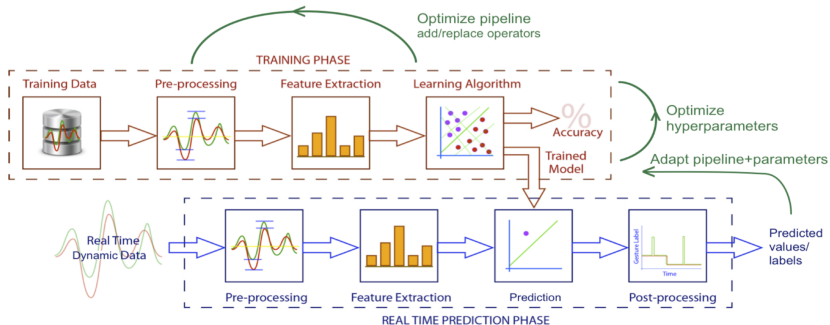 Optimize pipeline
add/replace operators
TRAINING PHASE
Training Data
Pre-processing
Feature Extraction
Learning Algorithm
%
Accuracy
Optimize
hyperparameters
Trained
Model
Adapt pipeline+parameters
Real Time
Dynamic Data
Gesture Label
Time
Predicted
values/
labels
Pre-processing
Feature Extraction
Prediction
Post-processing
REAL TIME PREDICTION PHASE